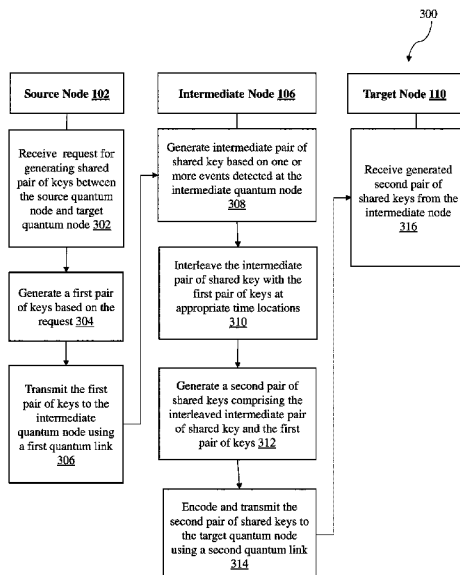 300
Source Node 102
Receive request for
generating shared
pair of keys between
the source quantum
node and target
quantum node 302
Generate a first pair
of keys based on the
request 304
Transmit the first
pair of keys to the
intermediate
quantum node using
a first quantum link
306
Intermediate Node 106
Generate intermediate pair of
shared key based on one or
more events detected at the
intermediate quantum node
308
Interleave the intermediate
pair of shared key with the
first pair of keys at
appropriate time locations
310
Generate a second pair of
shared keys comprising the
interleaved intermediate pair
of shared key and the first
pair of keys 312
Encode and transmit the
second pair of shared keys to
the target quantum node
using a second quantum link
314
Target Node 110
Receive generated
second pair of
shared keys from the
intermediate node
316